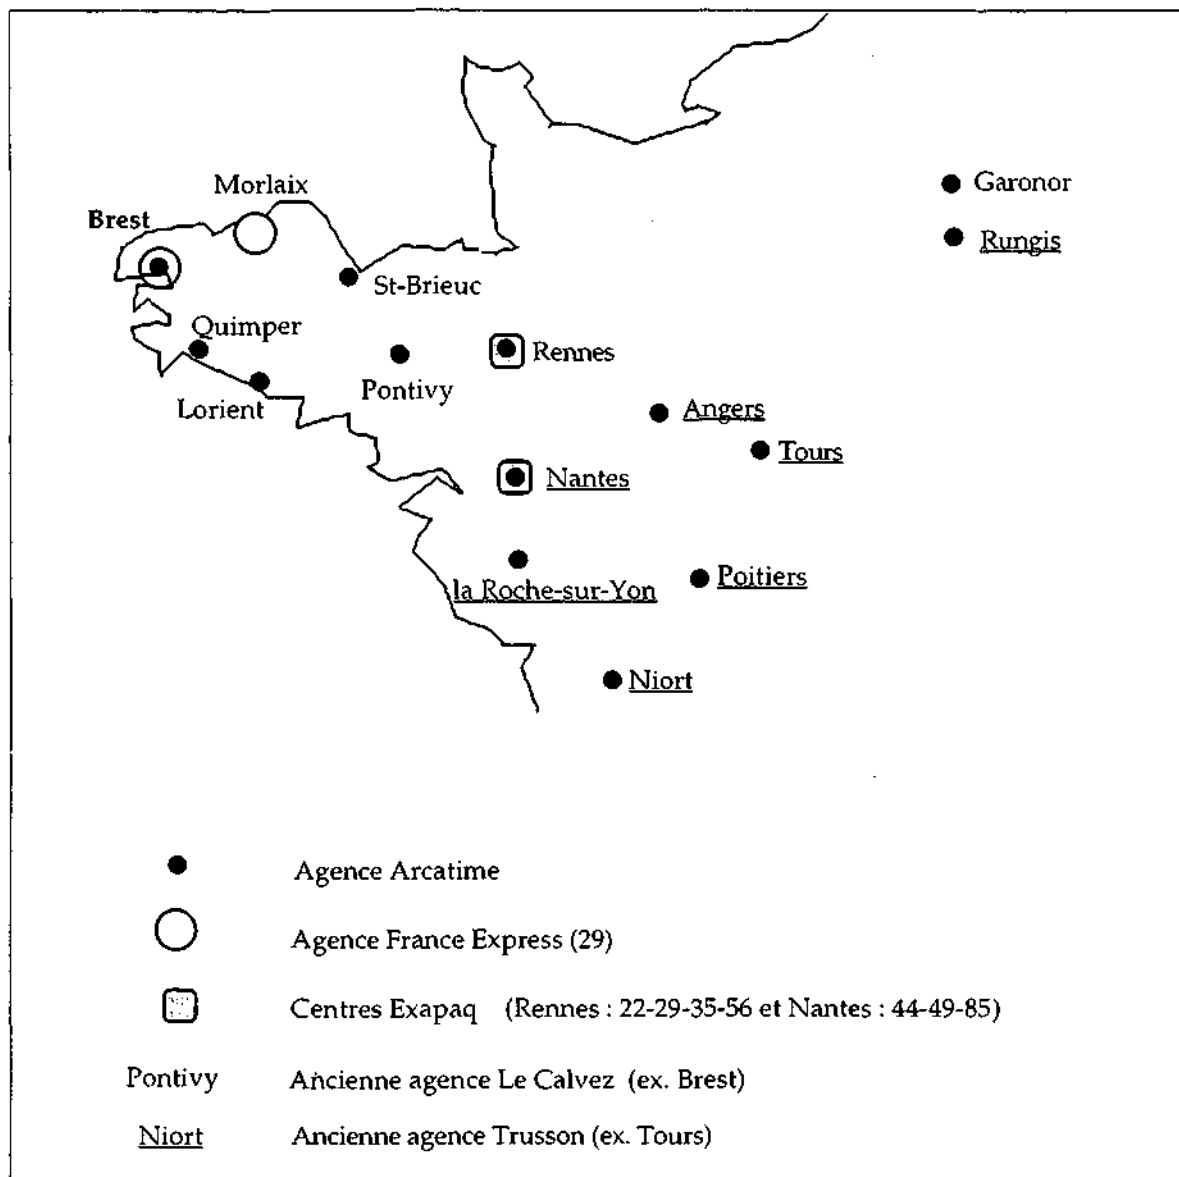 Morlaix
Garonor
Brest
Rungis
St-Brieuc
Quimper
Rennes
Pontivy
Lorient
Angers
Tours
Nantes
la Roche-sur-Yon
Poitiers
Niort
Agence Arcatime
Agence France Express (29)
Centres Exapaq (Rennes : 22-29-35-56 et Nantes : 44-49-85)
Pontivy Ancienne agence Le Calvez (ex. Brest)
Niort Ancienne agence Trusson (ex. Tours)